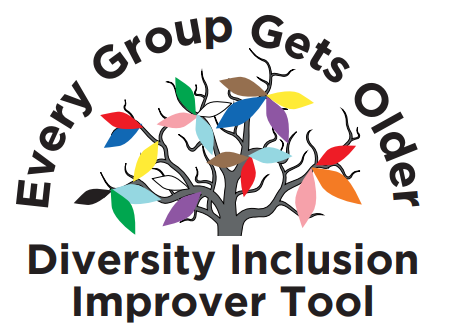 Every Group Gets Older
Diversity Inclusion
Improver Tool